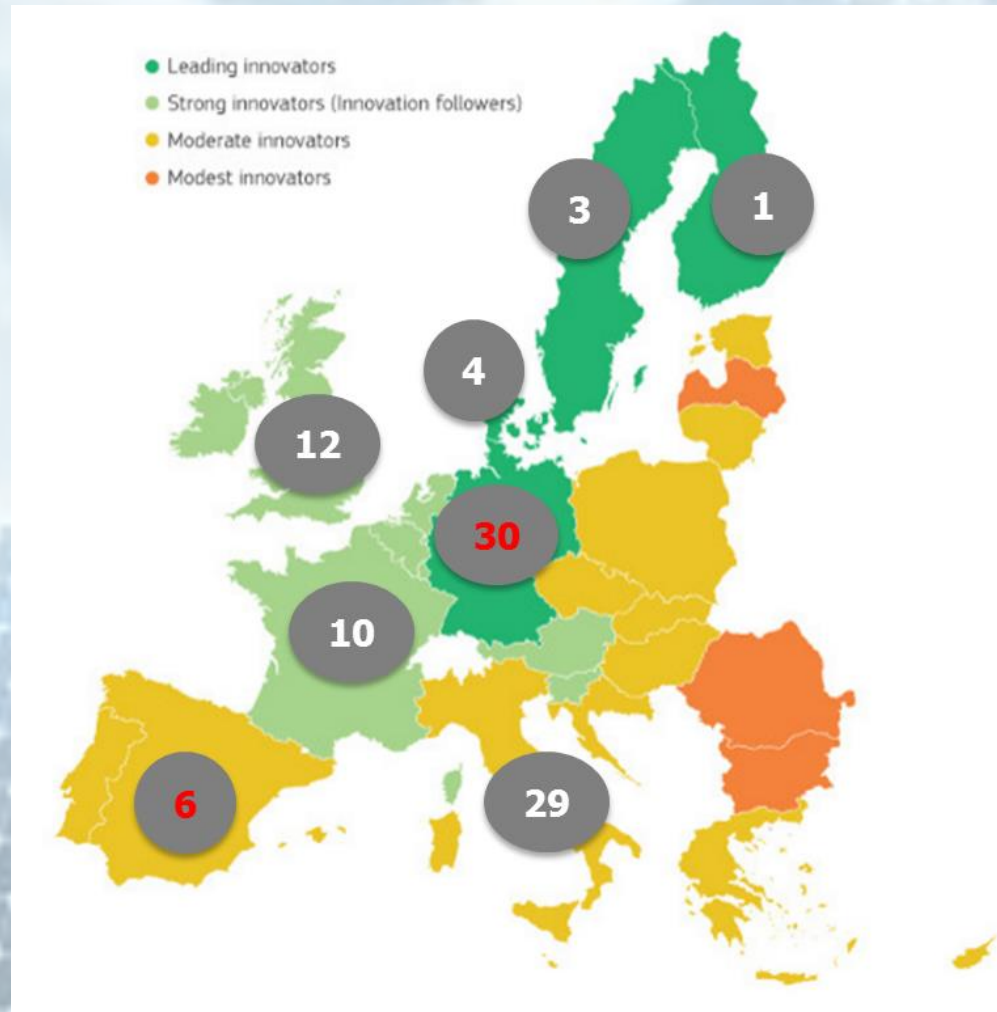 Leading innovators
Strong innovators (Innovation followers)
Moderate innovators
Modest innovators
3
1
4
12
30
10
6
29